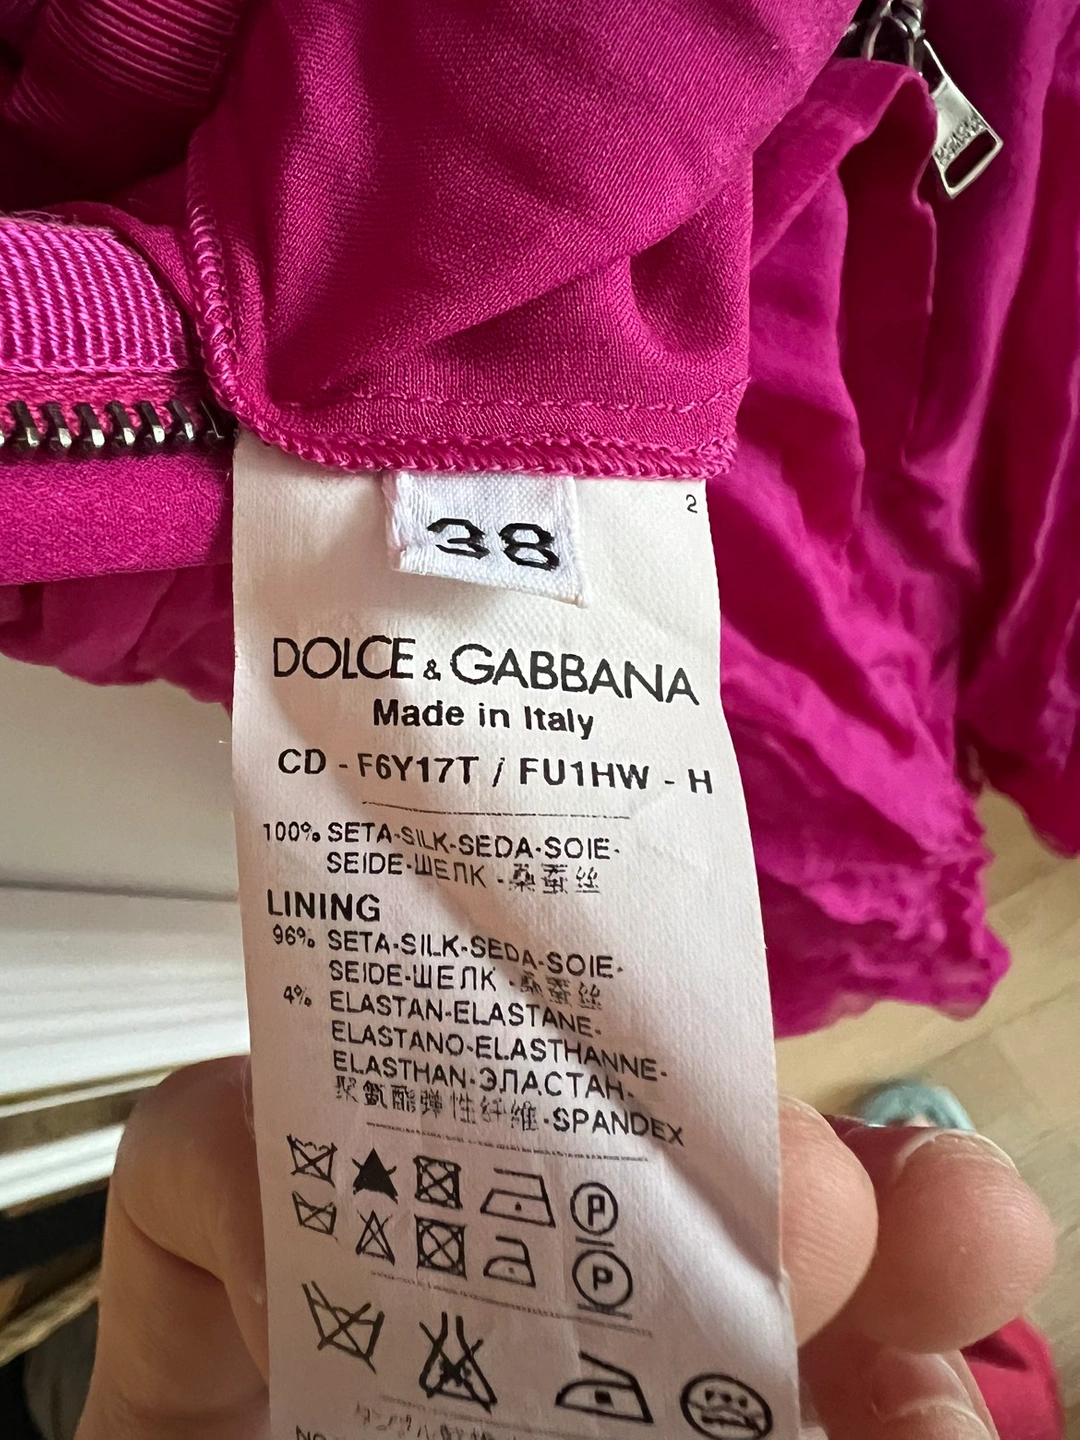 2
38
DOLCE & GABBANA
Made in Italy
CD - F6Y17T / FU1HW - H
100% SETA-SILK-SEDA-SOIE-
SEIDE-ШЕЛК -桑蚕丝
LINING
96% SETA-SILK-SEDA-SOIE-
SEIDE-ШЕЛК -桑蚕丝
4% ELASTAN-ELASTANE-
ELASTANO-ELASTHANNE-
ELASTHAN-ЭЛАСТАН-
聚氨酯弹性纤维-SPANDEX
P
P